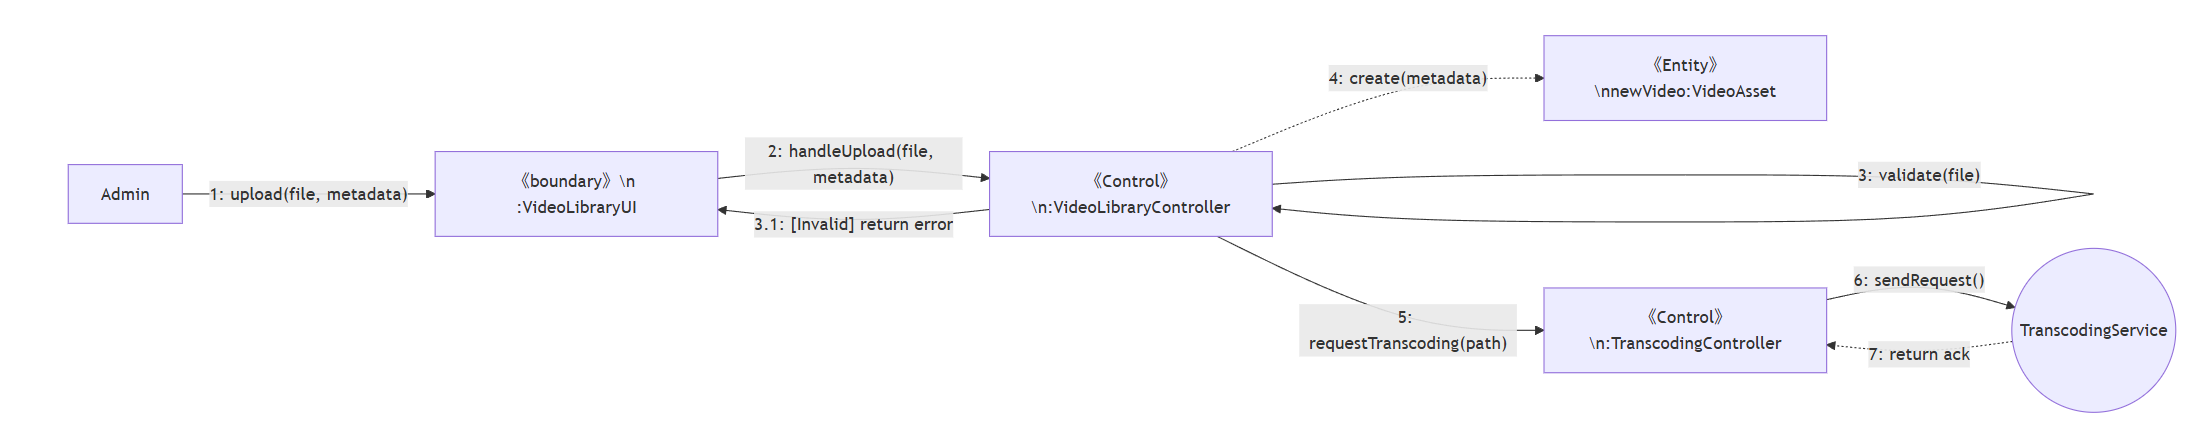 Admin
1: upload(file, metadata)
《boundary》\n
:VideoLibraryUI
2: handleUpload(file,
metadata)
3.1: [Invalid] return error
《Control》
\n:VideoLibraryController
4: create(metadata)
《Entity》
\nnewVideo:VideoAsset
3: validate(file)
5:
requestTranscoding(path)
《Control》
\n:TranscodingController
6: sendRequest()
7: return ack
TranscodingService